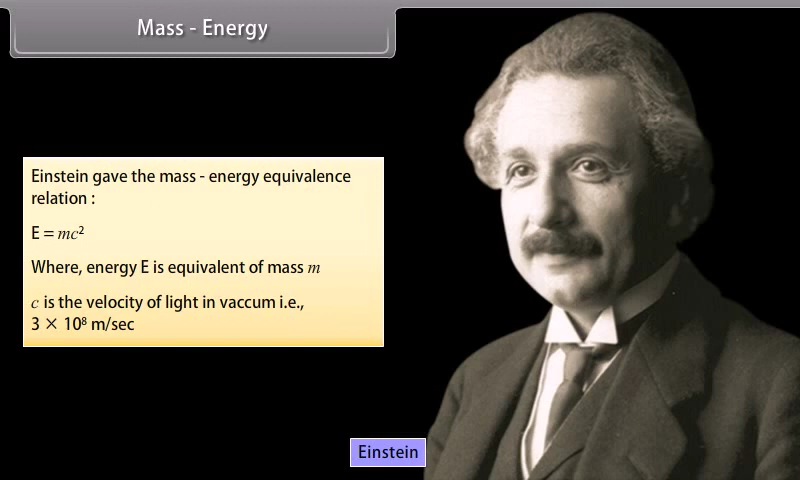 Mass - Energy
Einstein gave the mass - energy equivalence
relation :
E = mc²
Where, energy E is equivalent of mass m
c is the velocity of light in vaccum i.e.,
3 × 10⁸ m/sec
Einstein